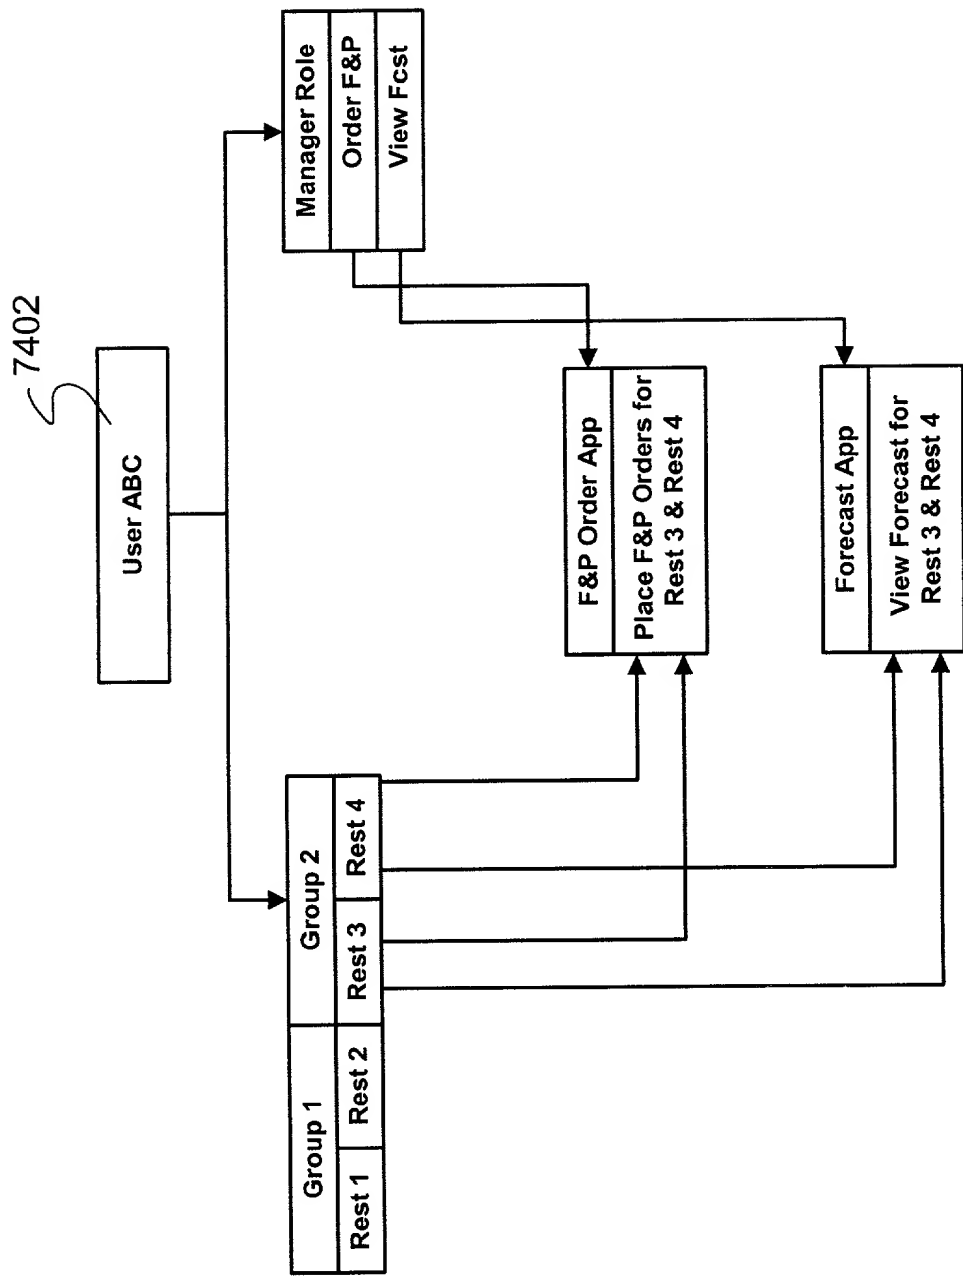 7402
User ABC
Group 1
Group 2
Rest 1
Rest 2
Rest 3
Rest 4
Manager Role
Order F&P
View Fcst
F&P Order App
Place F&P Orders for
Rest 3 & Rest 4
Forecast App
View Forecast for
Rest 3 & Rest 4